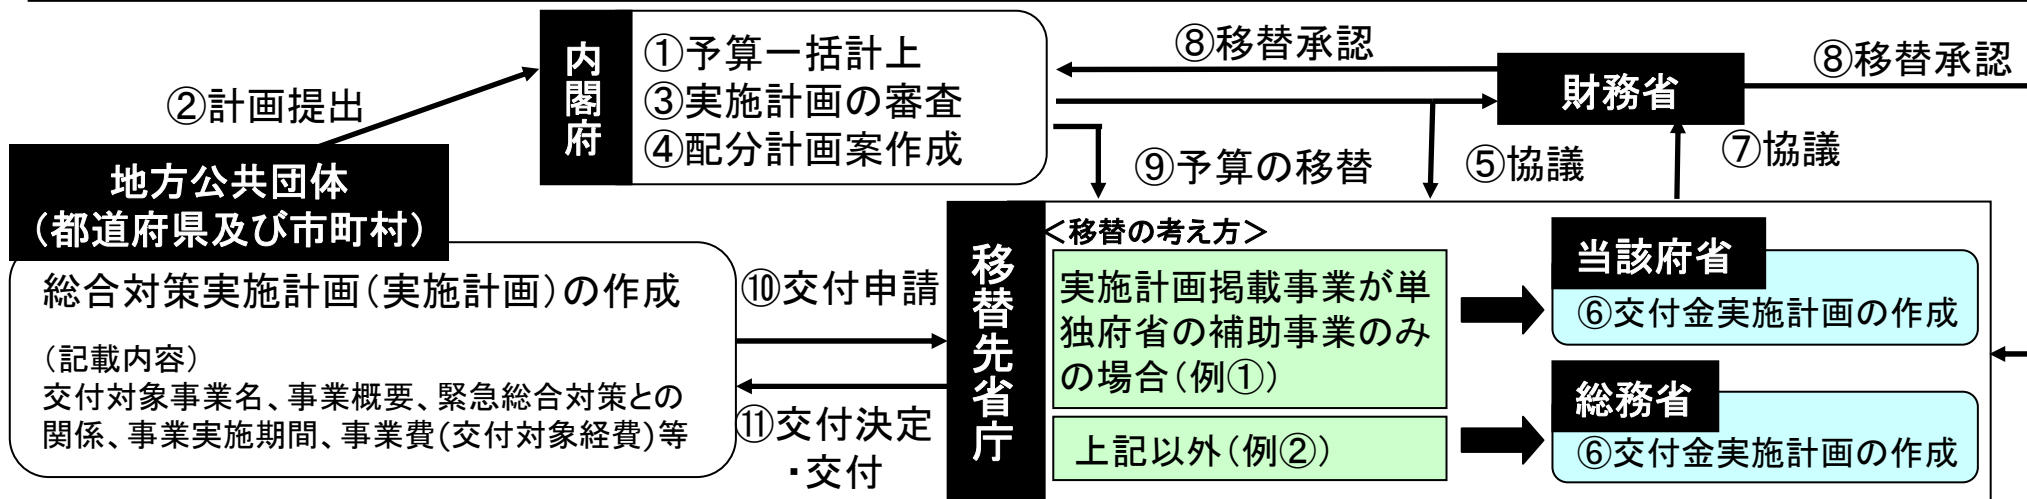 内閣府
①予算一括計上
③実施計画の審査
④配分計画案作成
②計画提出
⑧移替承認
財務省
⑧移替承認
⑨予算の移替
⑤協議
⑦協議
地方公共団体
（都道府県及び市町村）
総合対策実施計画（実施計画）の作成
（記載内容）
交付対象事業名、事業概要、緊急総合対策との
関係、事業実施期間、事業費(交付対象経費)等
⑩交付申請
⑪交付決定
・交付
移替先省庁
＜移替の考え方＞
実施計画掲載事業が単
独府省の補助事業のみ
の場合（例①）
上記以外（例②）
当該府省
⑥交付金実施計画の作成
総務省
⑥交付金実施計画の作成